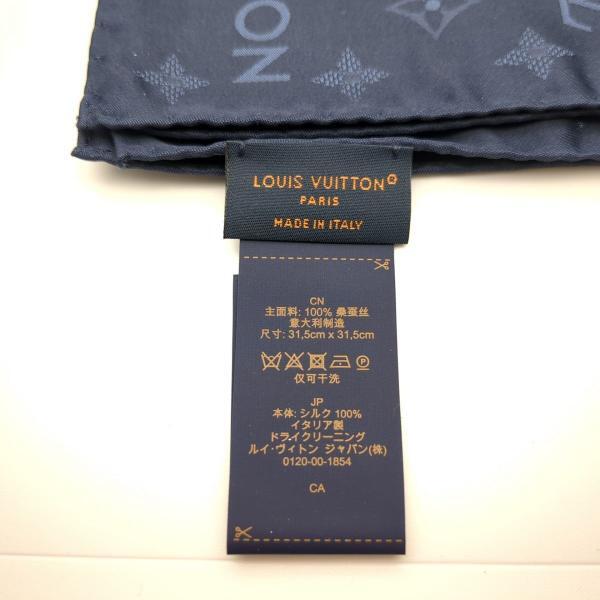 ON
LOUIS VUITTON®
PARIS
MADE IN ITALY
CN
主面料: 100% 桑蚕丝
意大利制造
尺寸: 31,5cm x 31,5cm
仅可干洗
JP
本体: シルク 100%
イタリア製
ドライクリーニング
ルイ・ヴィトン ジャパン(株)
0120-00-1854
CA